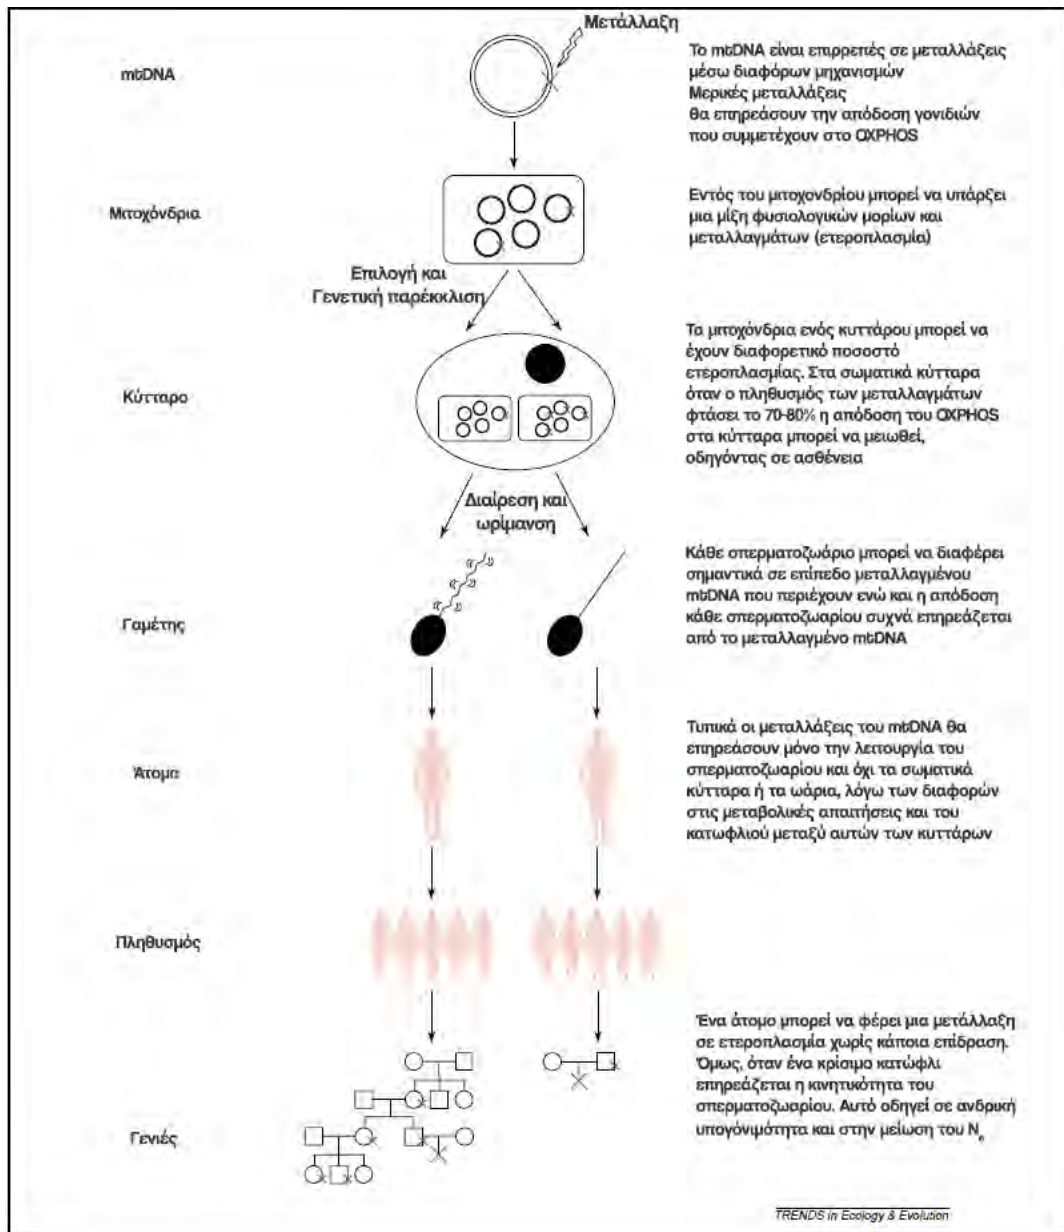 Μετάλλαξη
mtDNA
Το mtDNA είναι επιρρεπές σε μεταλλάξεις
μέσω διαφόρων μηχανισμών
Μερικές μεταλλάξεις
θα επηρεάσουν την απόδοση γονιδιών
που συμμετέχουν στο OXPHOS
Μιτοχόνδρια
Εντός του μιτοχονδρίου μπορεί να υπάρξει
μια μίξη φυσιολογικών μορίων και
μεταλλαγμάτων (ετεροπλασμία)
Επιλογή και
Γενετική παρέκκλιση
Κύτταρο
Τα μιτοχόνδρια ενός κυττάρου μπορεί να
έχουν διαφορετικό ποσοστό
ετεροπλασμίας. Στα σωματικά κύτταρα
όταν ο πληθυσμός των μεταλλαγμάτων
φτάσει το 70-80% η απόδοση του OXPHOS
στα κύτταρα μπορεί να μειωθεί,
οδηγόντας σε ασθένεια
Διαίρεση και
ωρίμανση
Γαμέτης
Κάθε σπερματοζωάριο μπορεί να διαφέρει
σημαντικά σε επίπεδο μεταλλαγμένου
mtDNA που περιέχουν ενώ και η απόδοση
κάθε σπερματοζωαρίου συχνά επηρεάζεται
από το μεταλλαγμένο mtDNA
Άτομα
Τυπικά οι μεταλλάξεις του mtDNA θα
επηρεάσουν μόνο την λειτουργία του
σπερματοζωαρίου και όχι τα σωματικά
κύτταρα ή τα ωάρια, λόγω των διαφορών
στις μεταβολικές απαιτήσεις και του
κατωφλιού μεταξύ αυτών των κυττάρων
Πληθυσμός
Γενιές
Ένα άτομο μπορεί να φέρει μια μετάλλαξη
σε ετεροπλασμία χωρίς κάποια επίδραση.
Όμως, όταν ένα κρίσιμο κατώφλι
επηρεάζεται η κινητικότητα του
σπερματοζωαρίου. Αυτό οδηγεί σε ανδρική
υπογόνιμότητα και στην μείωση του Nₑ
TRENDS in Ecology & Evolution